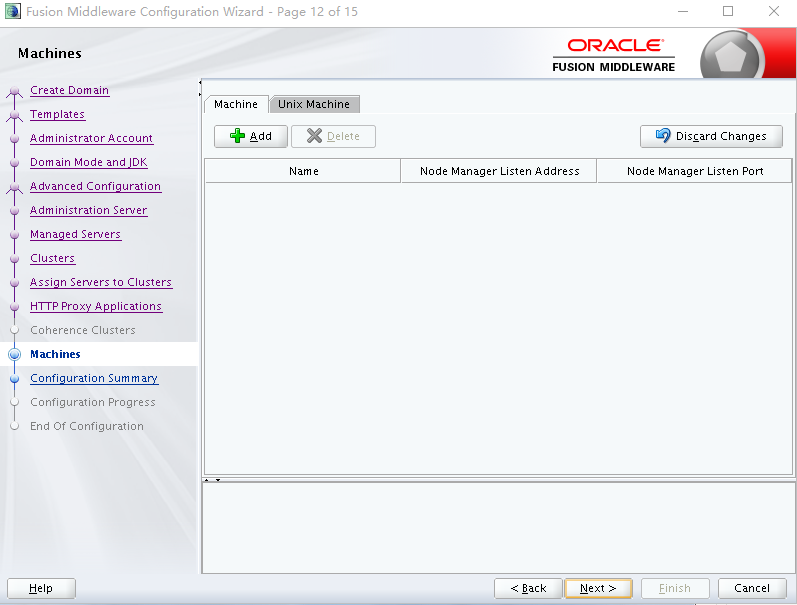 Fusion Middleware Configuration Wizard - Page 12 of 15
Machines
ORACLE
FUSION MIDDLEWARE
Create Domain
Templates
Administrator Account
Domain Mode and JDK
Advanced Configuration
Administration Server
Managed Servers
Clusters
Assign Servers to Clusters
HTTP Proxy Applications
Coherence Clusters
Machines
Configuration Summary
Configuration Progress
End Of Configuration
Machine Unix Machine
Add Delete Discard Changes
Name Node Manager Listen Address Node Manager Listen Port
Help < Back Next > Finish Cancel